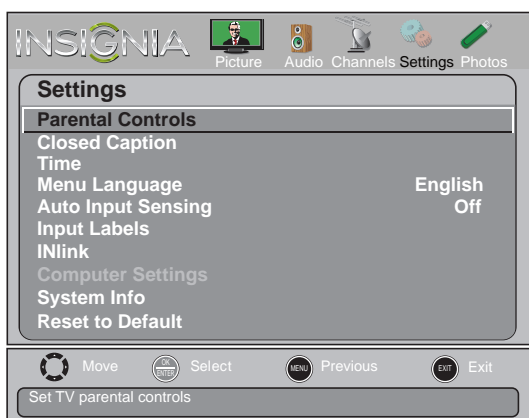 INSIGNIA
Picture Audio Channels Settings Photos
Settings
Parental Controls
Closed Caption
Time
Menu Language English
Auto Input Sensing Off
Input Labels
INlink
Computer Settings
System Info
Reset to Default
Move OK ENTER Select MENU Previous EXIT Exit
Set TV parental controls